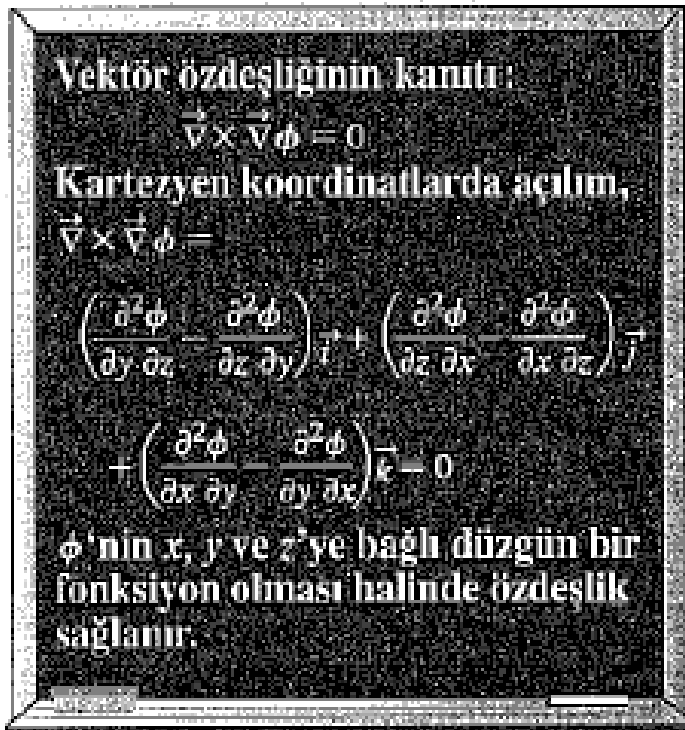 Vektör özdeşliğinin kanıtı:
∇⃗ × ∇⃗ϕ = 0
Kartezyen koordinatlarda açılım,
∇⃗ × ∇⃗ϕ =
(∂²ϕ/∂y ∂z − ∂²ϕ/∂z ∂y) i⃗ + (∂²ϕ/∂z ∂x − ∂²ϕ/∂x ∂z) j⃗
+ (∂²ϕ/∂x ∂y − ∂²ϕ/∂y ∂x) k⃗ = 0
ϕ'nin x, y ve z'ye bağlı düzgün bir
fonksiyon olması halinde özdeşlik
sağlanır.